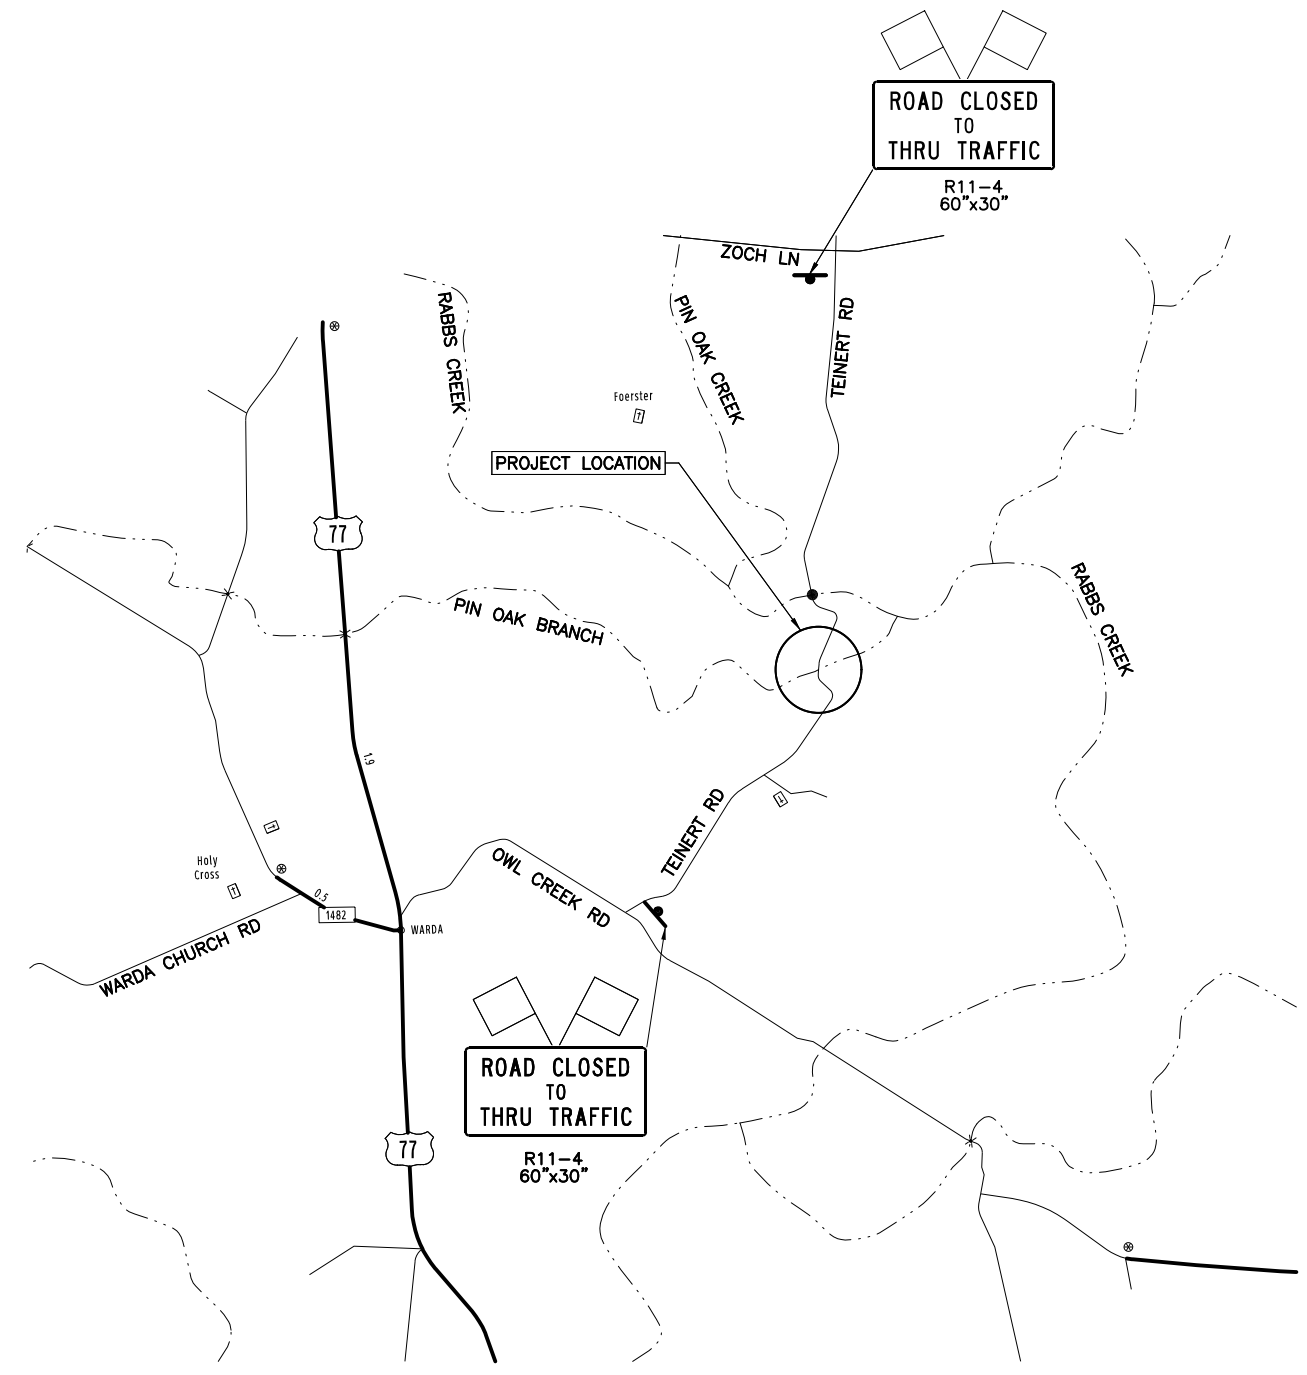 ROAD CLOSED
TO
THRU TRAFFIC
R11-4
60"x30"
ZOCH LN
RABBS CREEK
PIN OAK CREEK
TEINERT RD
Foerster
PROJECT LOCATION
77
PIN OAK BRANCH
RABBS CREEK
1.9
TEINERT RD
Holy
Cross
OWL CREEK RD
0.5
1482
WARDA
WARDA CHURCH RD
ROAD CLOSED
TO
THRU TRAFFIC
77
R11-4
60"x30"